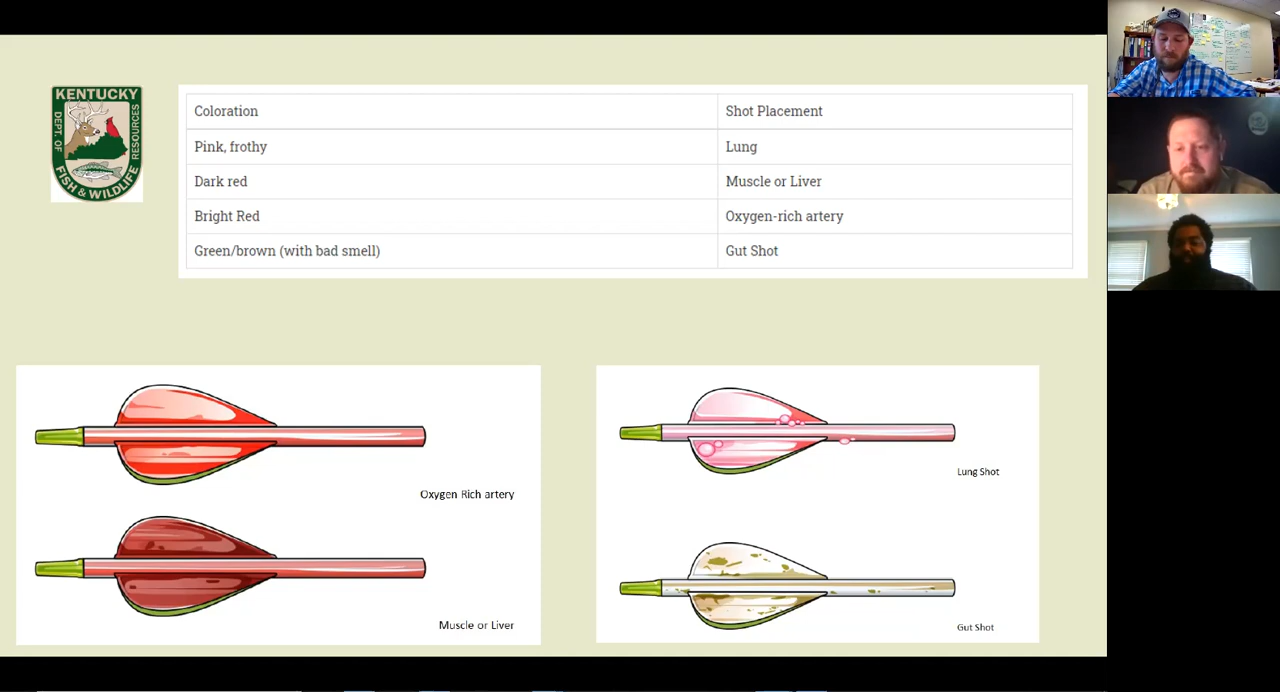 KENTUCKY
DEPT. OF
FISH & WILDLIFE
RESOURCES
Coloration Shot Placement
Pink, frothy Lung
Dark red Muscle or Liver
Bright Red Oxygen-rich artery
Green/brown (with bad smell) Gut Shot
Oxygen Rich artery
Lung Shot
Muscle or Liver
Gut Shot